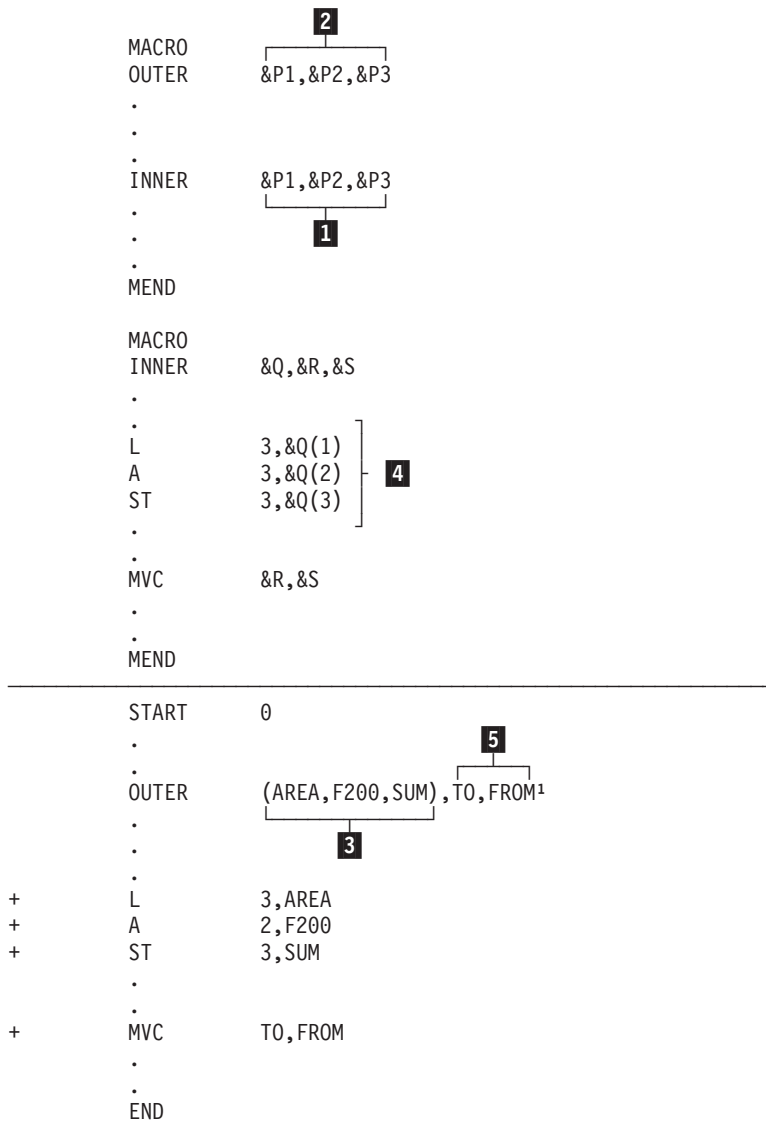 2
MACRO
OUTER &P1,&P2,&P3
.
.
.
INNER &P1,&P2,&P3
.
. 1
.
MEND
MACRO
INNER &Q,&R,&S
.
.
L 3,&Q(1)
A 3,&Q(2) 4
ST 3,&Q(3)
.
.
MVC &R,&S
.
.
MEND
START 0
. 5
.
OUTER (AREA,F200,SUM),TO,FROM¹
.
. 3
.
+ L 3,AREA
+ A 2,F200
+ ST 3,SUM
.
.
+ MVC TO,FROM
.
.
END